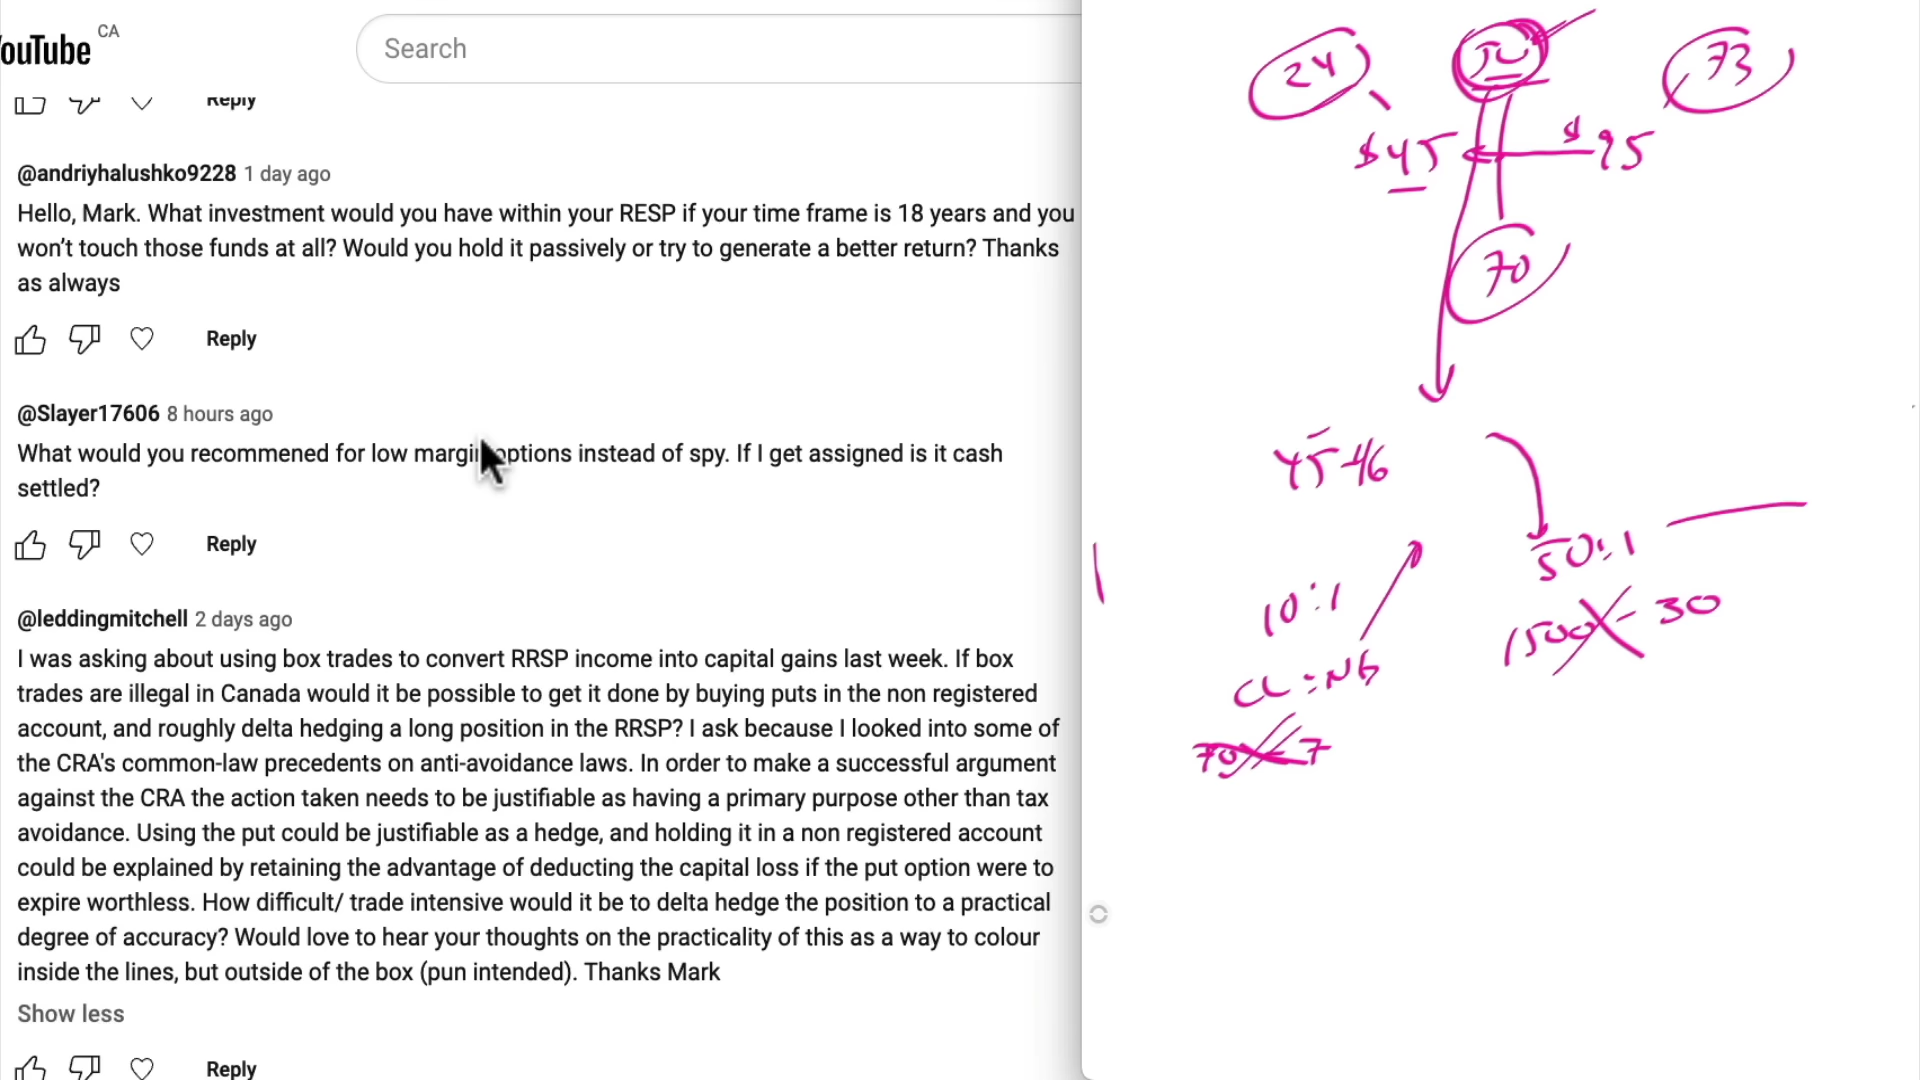 ouTube CA
Search
Reply
@andriyhalushko9228 1 day ago
Hello, Mark. What investment would you have within your RESP if your time frame is 18 years and you
won't touch those funds at all? Would you hold it passively or try to generate a better return? Thanks
as always
Reply
@Slayer17606 8 hours ago
What would you recommened for low margin options instead of spy. If I get assigned is it cash
settled?
Reply
@leddingmitchell 2 days ago
I was asking about using box trades to convert RRSP income into capital gains last week. If box
trades are illegal in Canada would it be possible to get it done by buying puts in the non registered
account, and roughly delta hedging a long position in the RRSP? I ask because I looked into some of
the CRA's common-law precedents on anti-avoidance laws. In order to make a successful argument
against the CRA the action taken needs to be justifiable as having a primary purpose other than tax
avoidance. Using the put could be justifiable as a hedge, and holding it in a non registered account
could be explained by retaining the advantage of deducting the capital loss if the put option were to
expire worthless. How difficult/ trade intensive would it be to delta hedge the position to a practical
degree of accuracy? Would love to hear your thoughts on the practicality of this as a way to colour
inside the lines, but outside of the box (pun intended). Thanks Mark
Show less
Reply
24
73
$45
$95
70
45-46
50:1
10:1
1500 - 30
CL:NG
70 - 7